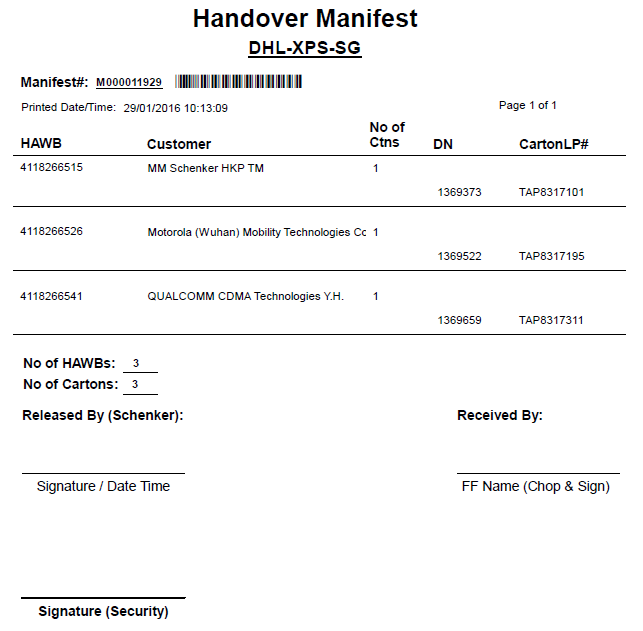 Handover Manifest
DHL-XPS-SG
Manifest#: M000011929
Printed Date/Time: 29/01/2016 10:13:09 Page 1 of 1
HAWB Customer No of Ctns DN CartonLP#
4118266515 MM Schenker HKP TM 1
1369373 TAP8317101
4118266526 Motorola (Wuhan) Mobility Technologies Cc 1
1369522 TAP8317195
4118266541 QUALCOMM CDMA Technologies Y.H. 1
1369659 TAP8317311
No of HAWBs: 3
No of Cartons: 3
Released By (Schenker): Received By:
Signature / Date Time FF Name (Chop & Sign)
Signature (Security)